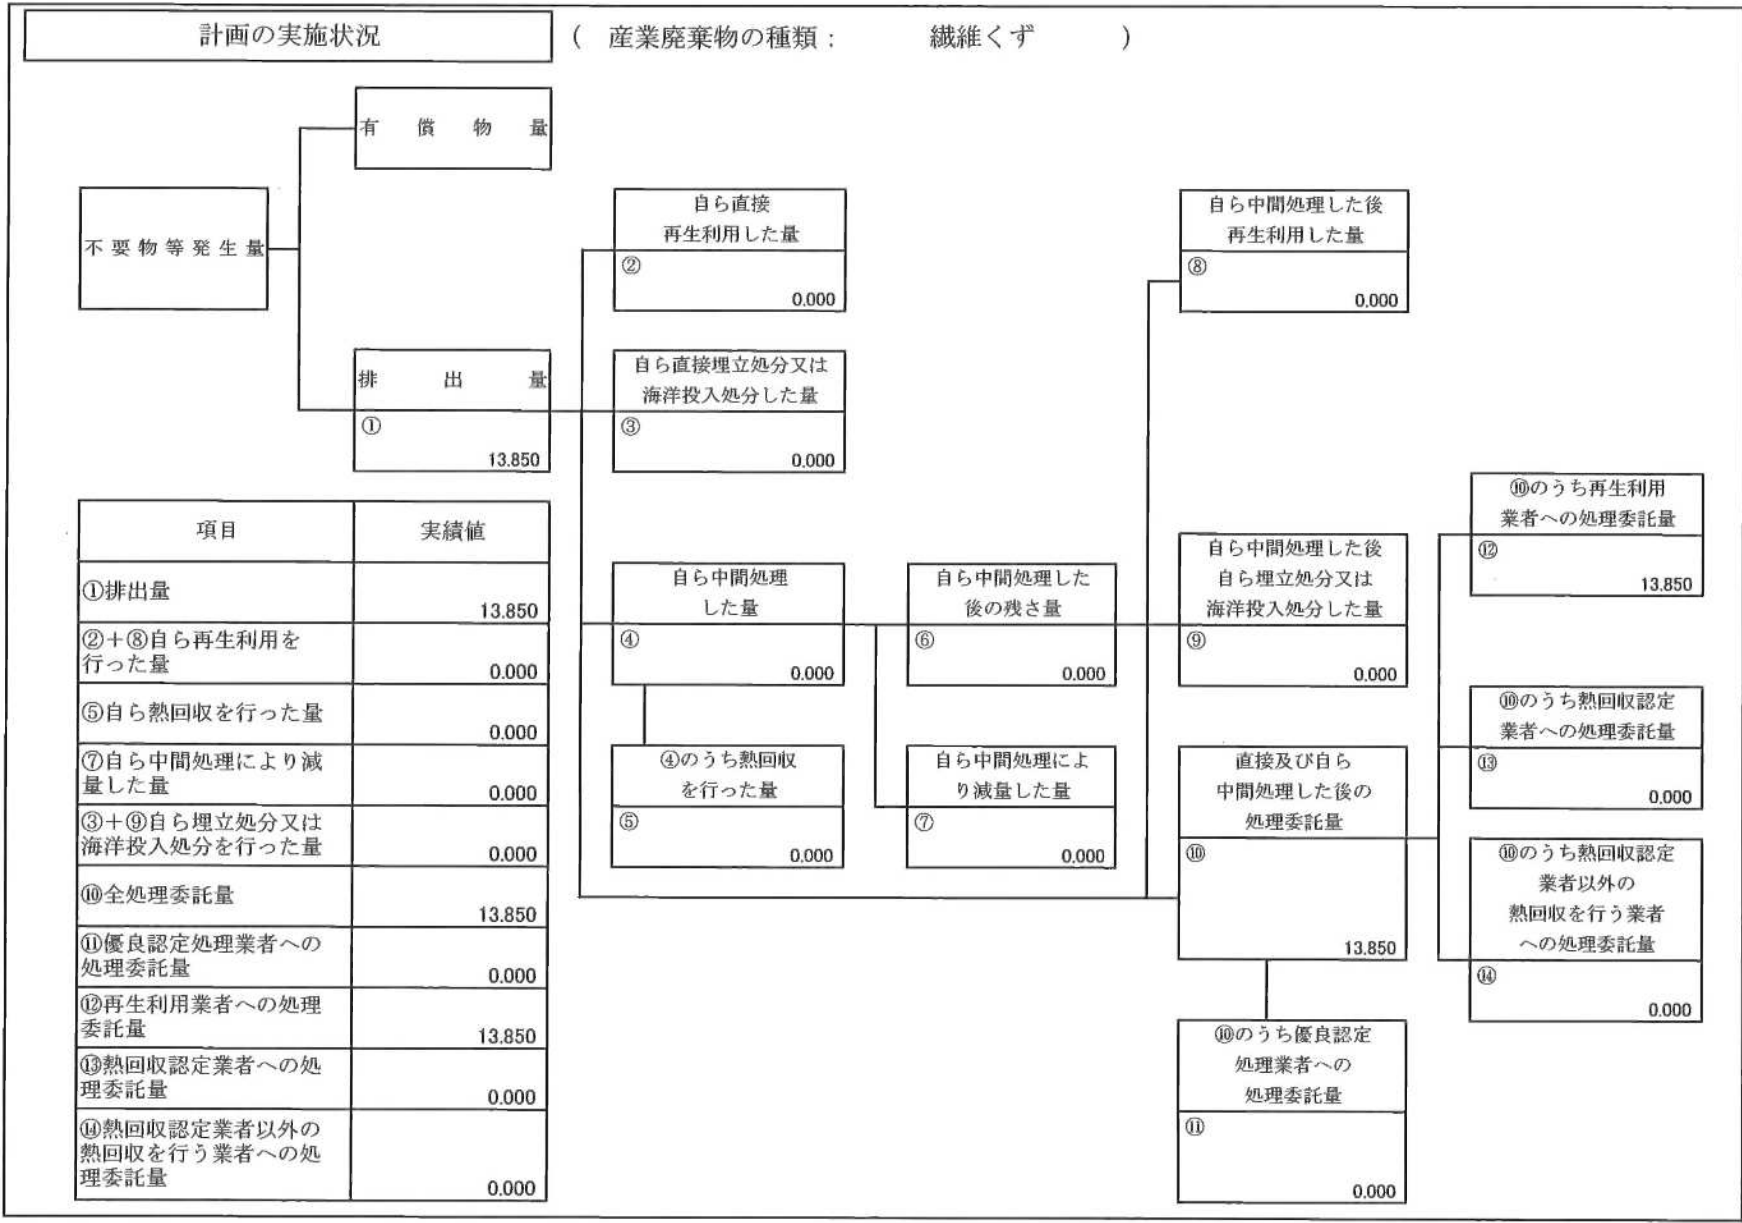 計画の実施状況
( 産業廃棄物の種類： 繊維くず )
有償物量
不要物等発生量
自ら直接
再生利用した量
②
0.000
自ら中間処理した後
再生利用した量
⑧
0.000
排出量
①
13.850
自ら直接埋立処分又は
海洋投入処分した量
③
0.000
⑩のうち再生利用
業者への処理委託量
⑫
13.850
自ら中間処理
した量
④
0.000
自ら中間処理した
後の残さ量
⑥
0.000
自ら中間処理した後
自ら埋立処分又は
海洋投入処分した量
⑨
0.000
⑩のうち熱回収認定
業者への処理委託量
⑬
0.000
④のうち熱回収
を行った量
⑤
0.000
自ら中間処理によ
り減量した量
⑦
0.000
直接及び自ら
中間処理した後の
処理委託量
⑩
13.850
⑩のうち熱回収認定
業者以外の
熱回収を行う業者
への処理委託量
⑭
0.000
⑩のうち優良認定
処理業者への
処理委託量
⑪
0.000
項目 実績値
①排出量
13.850
②＋⑧自ら再生利用を
行った量
0.000
⑤自ら熱回収を行った量
0.000
⑦自ら中間処理により減
量した量
0.000
③＋⑨自ら埋立処分又は
海洋投入処分を行った量
0.000
⑩全処理委託量
13.850
⑪優良認定処理業者への
処理委託量
0.000
⑫再生利用業者への処理
委託量
13.850
⑬熱回収認定業者への処
理委託量
0.000
⑭熱回収認定業者以外の
熱回収を行う業者への処
理委託量
0.000